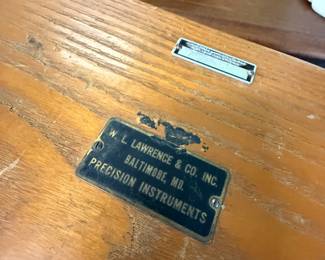 W. L. LAWRENCE & CO. INC.
BALTIMORE, MD.
PRECISION INSTRUMENTS